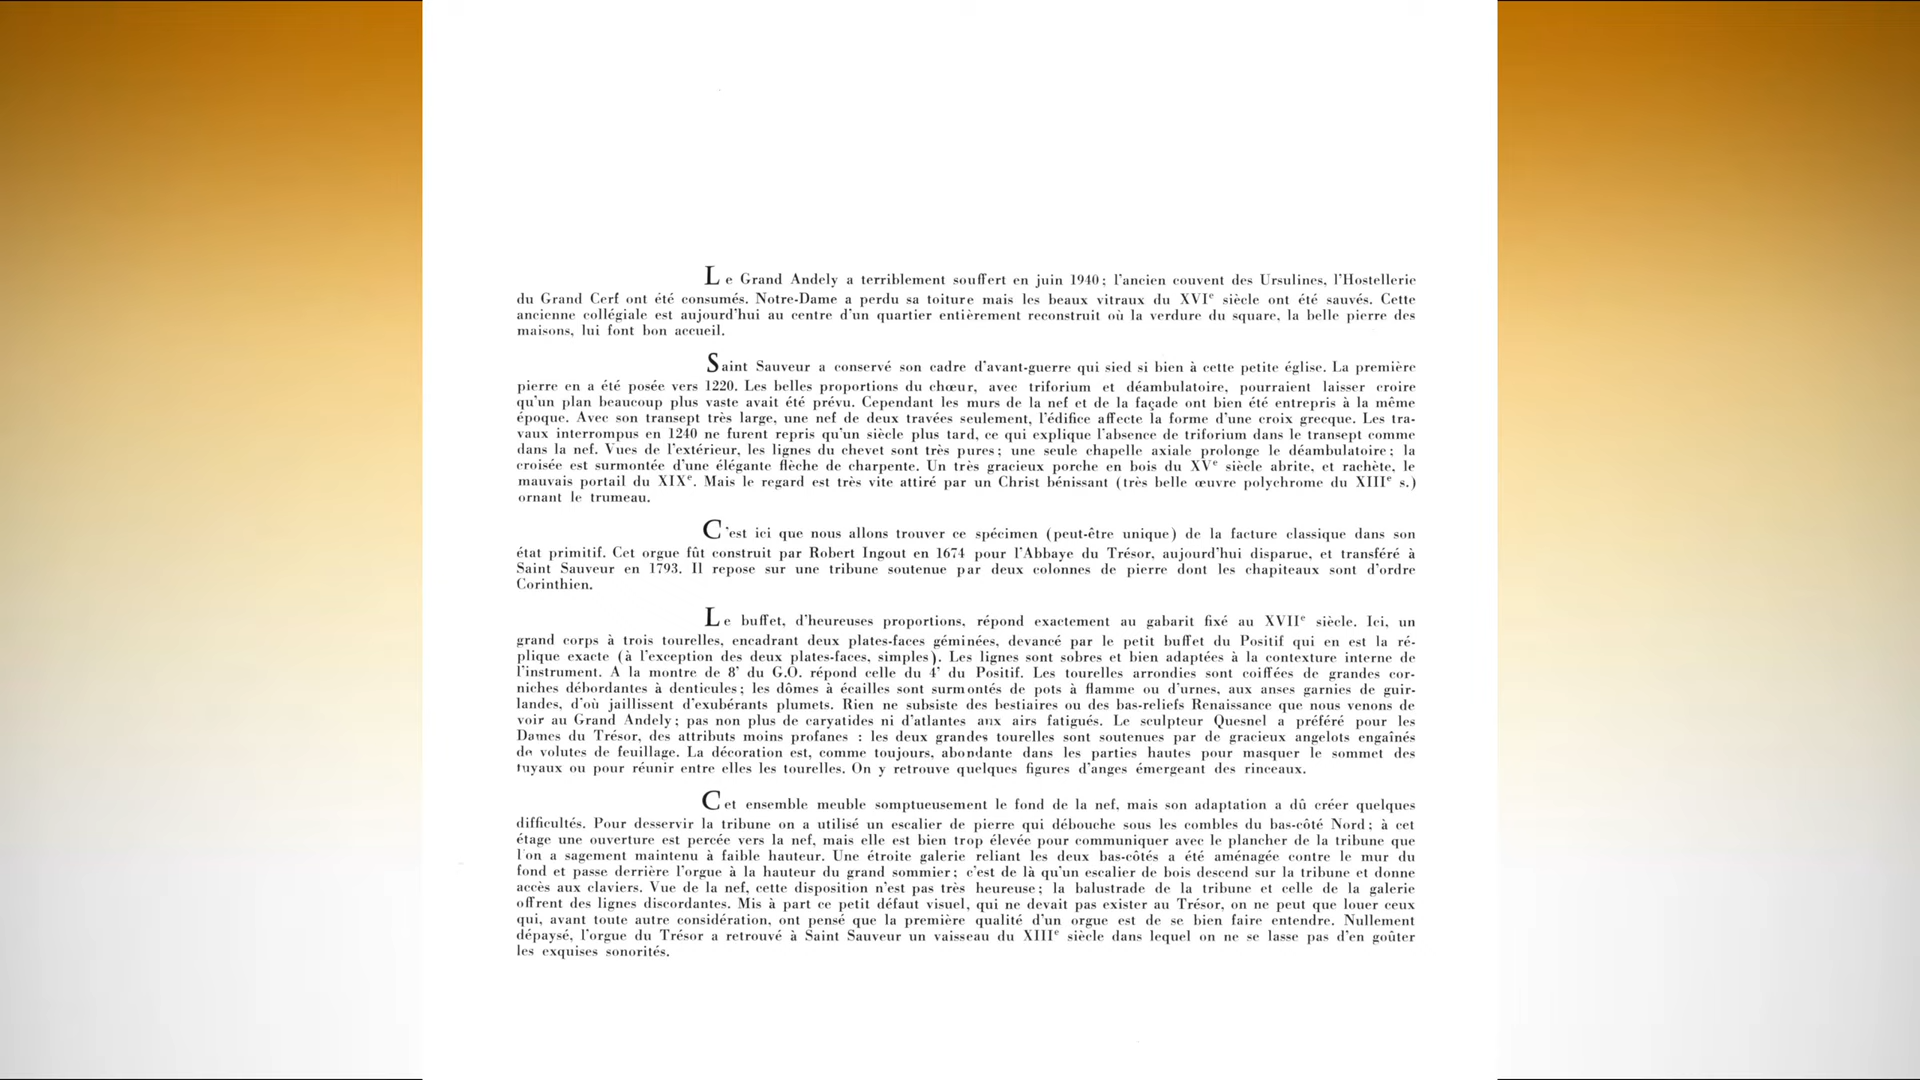 Le Grand Andely a terriblement souffert en juin 1940 ; l'ancien couvent des Ursulines, l'Hostellerie
du Grand Cerf ont été consumés. Notre-Dame a perdu sa toiture mais les beaux vitraux du XVIe siècle ont été sauvés. Cette
ancienne collégiale est aujourd'hui au centre d'un quartier entièrement reconstruit où la verdure du square, la belle pierre des
maisons, lui font bon accueil.
Saint Sauveur a conservé son cadre d'avant-guerre qui sied si bien à cette petite église. La première
pierre en a été posée vers 1220. Les belles proportions du chœur, avec triforium et déambulatoire, pourraient laisser croire
qu'un plan beaucoup plus vaste avait été prévu. Cependant les murs de la nef et de la façade ont bien été entrepris à la même
époque. Avec son transept très large, une nef de deux travées seulement, l'édifice affecte la forme d'une croix grecque. Les tra-
vaux interrompus en 1240 ne furent repris qu'un siècle plus tard, ce qui explique l'absence de triforium dans le transept comme
dans la nef. Vues de l'extérieur, les lignes du chevet sont très pures ; une seule chapelle axiale prolonge le déambulatoire ; la
croisée est surmontée d'une élégante flèche de charpente. Un très gracieux porche en bois du XVe siècle abrite, et rachète, le
mauvais portail du XIXe. Mais le regard est très vite attiré par un Christ bénissant (très belle œuvre polychrome du XIIIe s.)
ornant le trumeau.
C'est ici que nous allons trouver ce spécimen (peut-être unique) de la facture classique dans son
état primitif. Cet orgue fût construit par Robert Ingout en 1674 pour l'Abbaye du Trésor, aujourd'hui disparue, et transféré à
Saint Sauveur en 1793. Il repose sur une tribune soutenue par deux colonnes de pierre dont les chapiteaux sont d'ordre
Corinthien.
Le buffet, d'heureuses proportions, répond exactement au gabarit fixé au XVIIe siècle. Ici, un
grand corps à trois tourelles, encadrant deux plates-faces géminées, devancé par le petit buffet du Positif qui en est la ré-
plique exacte (à l'exception des deux plates-faces, simples). Les lignes sont sobres et bien adaptées à la contexture interne de
l'instrument. A la montre de 8' du G.O. répond celle du 4' du Positif. Les tourelles arrondies sont coiffées de grandes cor-
niches débordantes à denticules ; les dômes à écailles sont surmontés de pots à flamme ou d'urnes, aux anses garnies de guir-
landes, d'où jaillissent d'exubérants plumets. Rien ne subsiste des bestiaires ou des bas-reliefs Renaissance que nous venons de
voir au Grand Andely ; pas non plus de caryatides ni d'atlantes aux airs fatigués. Le sculpteur Quesnel a préféré pour les
Dames du Trésor, des attributs moins profanes : les deux grandes tourelles sont soutenues par de gracieux angelots engaînés
de volutes de feuillage. La décoration est, comme toujours, abondante dans les parties hautes pour masquer le sommet des
tuyaux ou pour réunir entre elles les tourelles. On y retrouve quelques figures d'anges émergeant des rinceaux.
Cet ensemble meuble somptueusement le fond de la nef, mais son adaptation a dû créer quelques
difficultés. Pour desservir la tribune on a utilisé un escalier de pierre qui débouche sous les combles du bas-côté Nord ; à cet
étage une ouverture est percée vers la nef, mais elle est bien trop élevée pour communiquer avec le plancher de la tribune que
l'on a sagement maintenu à faible hauteur. Une étroite galerie reliant les deux bas-côtés a été aménagée contre le mur du
fond et passe derrière l'orgue à la hauteur du grand sommier ; c'est de là qu'un escalier de bois descend sur la tribune et donne
accès aux claviers. Vue de la nef, cette disposition n'est pas très heureuse ; la balustrade de la tribune et celle de la galerie
offrent des lignes discordantes. Mis à part ce petit défaut visuel, qui ne devait pas exister au Trésor, on ne peut que louer ceux
qui, avant toute autre considération, ont pensé que la première qualité d'un orgue est de se bien faire entendre. Nullement
dépaysé, l'orgue du Trésor a retrouvé à Saint Sauveur un vaisseau du XIIIe siècle dans lequel on ne se lasse pas d'en goûter
les exquises sonorités.